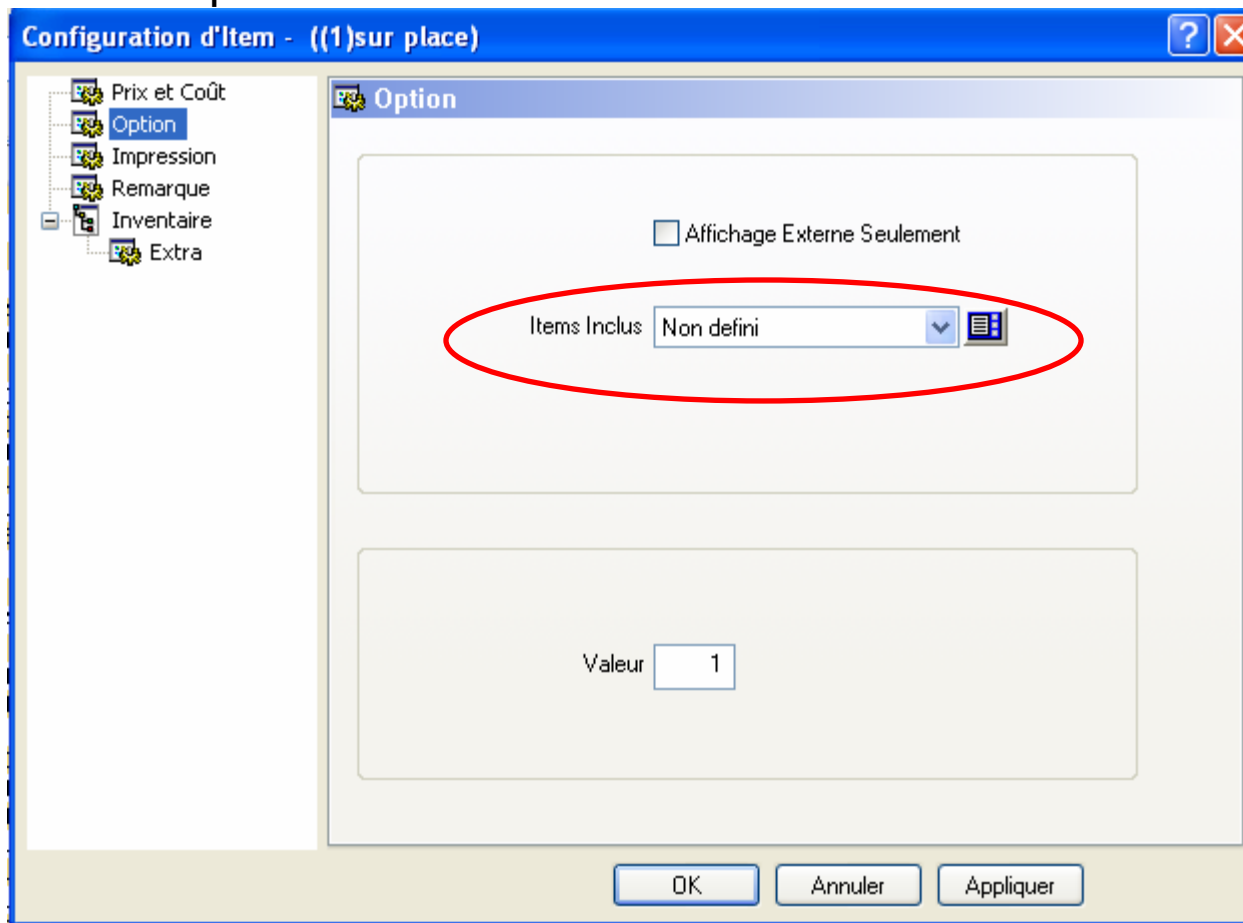 Configuration d'Item - ((1)sur place)
Prix et Coût
Option
Impression
Remarque
Inventaire
Extra
Option
Affichage Externe Seulement
Items Inclus Non defini
Valeur 1
OK Annuler Appliquer